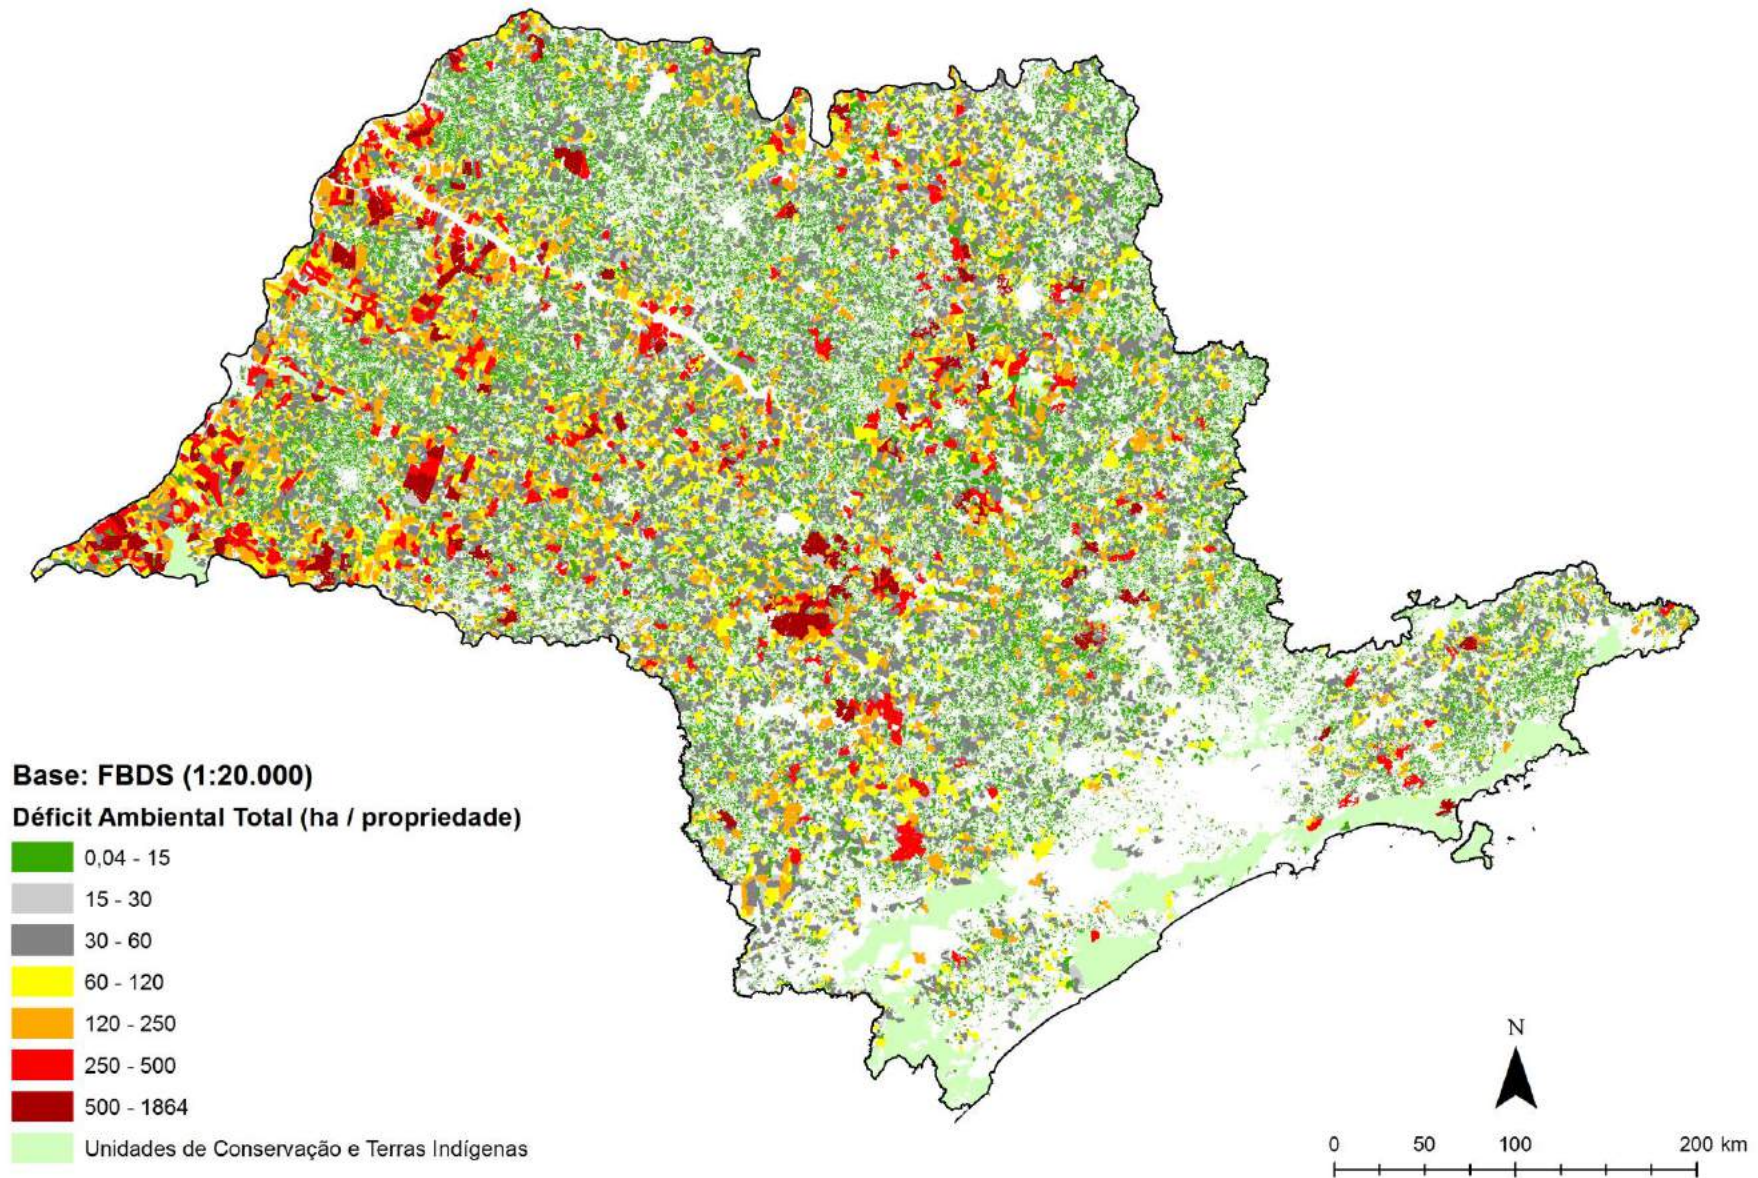 Base: FBDS (1:20.000)
Déficit Ambiental Total (ha / propriedade)
0,04 - 15
15 - 30
30 - 60
60 - 120
120 - 250
250 - 500
500 - 1864
Unidades de Conservação e Terras Indígenas
N
0 50 100 200 km